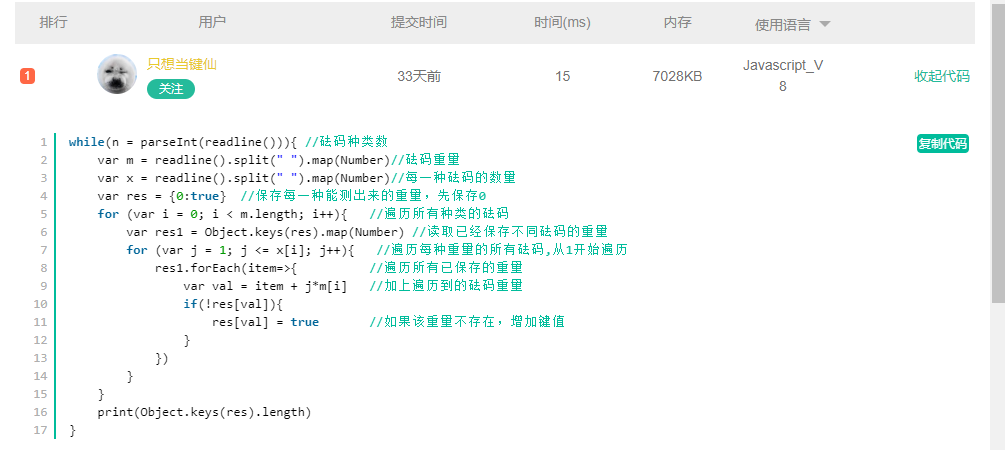 排行 用户 提交时间 时间(ms) 内存 使用语言
1 只想当键仙 关注 33天前 15 7028KB Javascript_V8 收起代码
复制代码
1 while(n = parseInt(readline())){ //砝码种类数
2     var m = readline().split(" ").map(Number)//砝码重量
3     var x = readline().split(" ").map(Number)//每一种砝码的数量
4     var res = {0:true}  //保存每一种能测出来的重量，先保存0
5     for (var i = 0; i < m.length; i++){   //遍历所有种类的砝码
6         var res1 = Object.keys(res).map(Number) //读取已经保存不同砝码的重量
7         for (var j = 1; j <= x[i]; j++){   //遍历每种重量的所有砝码,从1开始遍历
8             res1.forEach(item=>{          //遍历所有已保存的重量
9                 var val = item + j*m[i]   //加上遍历到的砝码重量
10                 if(!res[val]){
11                     res[val] = true       //如果该重量不存在，增加键值
12                 }
13             })
14         }
15     }
16     print(Object.keys(res).length)
17 }